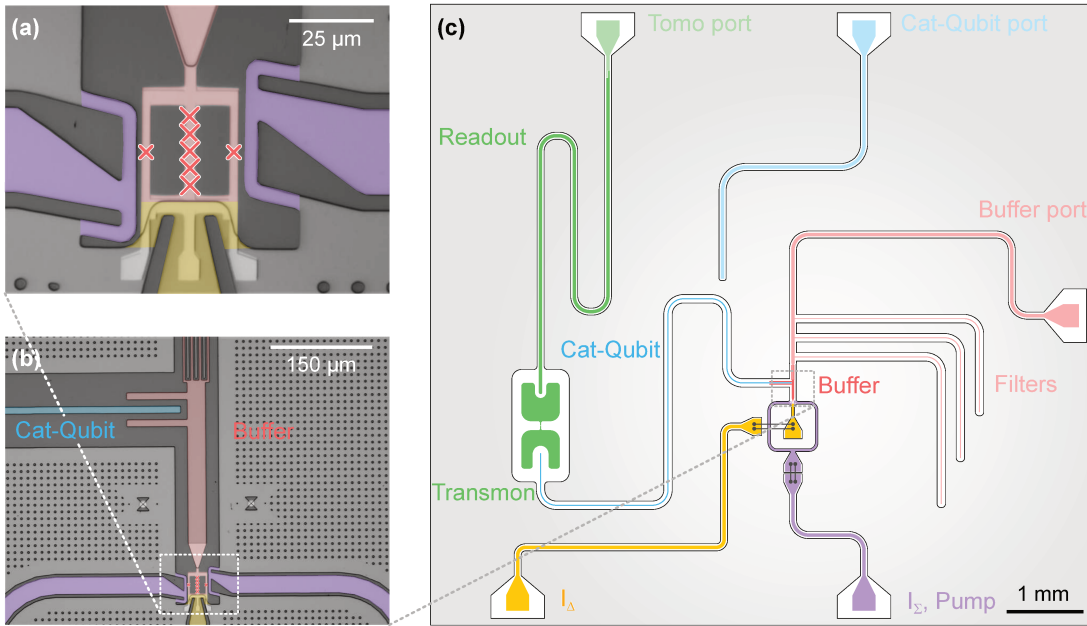 (a)
25 µm
(b)
150 µm
Cat-Qubit
Buffer
(c)
Tomo port
Cat-Qubit port
Readout
Buffer port
Cat-Qubit
Buffer
Filters
Transmon
I_Δ
I_Σ, Pump
1 mm